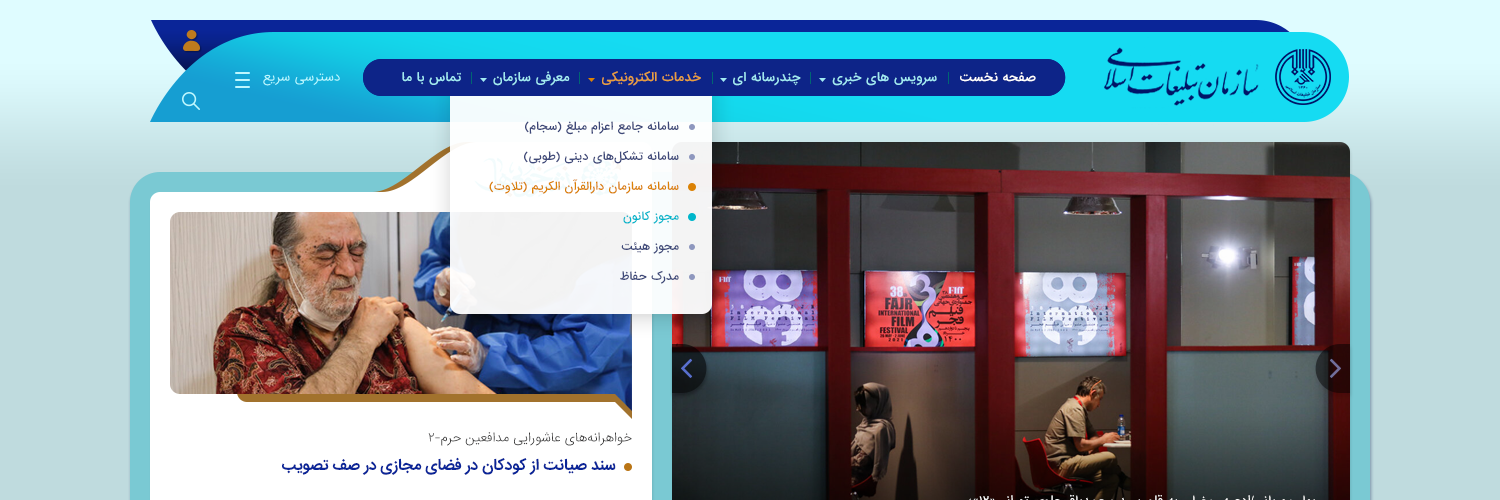 سازمان تبلیغات اسلامی
صفحه نخست
سرویس های خبری
چندرسانه ای
خدمات الکترونیکی
معرفی سازمان
تماس با ما
دسترسی سریع
سامانه جامع اعزام مبلغ (سجام)
سامانه تشکل‌های دینی (طوبی)
سامانه سازمان دارالقرآن الکریم (تلاوت)
مجوز کانون
مجوز هیئت
مدرک حفاظ
38
FAJR
INTERNATIONAL
FILM
FESTIVAL
فیلم
فجر
۱۴۰۰
خواهرانه‌های عاشورایی مدافعین حرم-۲
سند صیانت از کودکان در فضای مجازی در صف تصویب